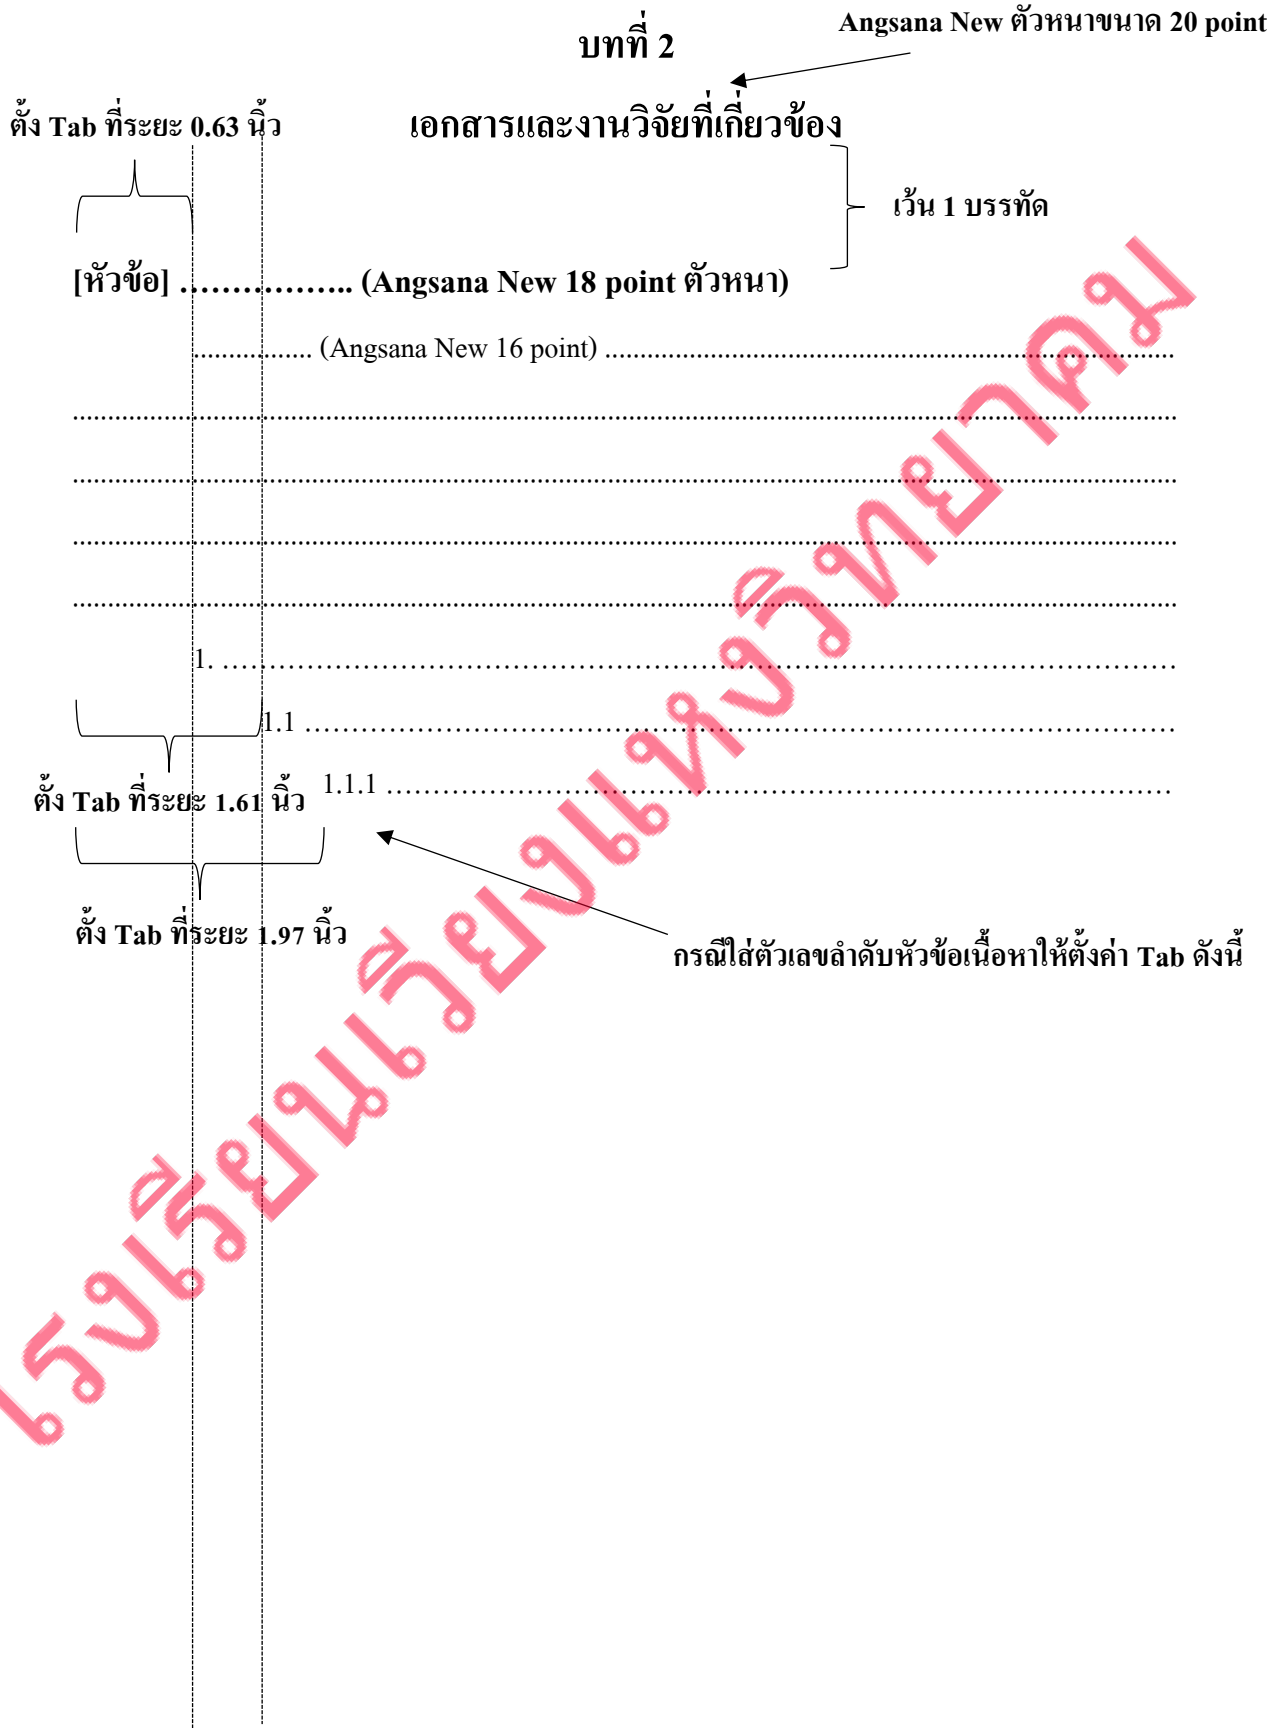 Angsana New ตัวหนาขนาด 20 point
บทที่ 2
ตั้ง Tab ที่ระยะ 0.63 นิ้ว
เอกสารและงานวิจัยที่เกี่ยวข้อง
เว้น 1 บรรทัด
[หัวข้อ] …………….. (Angsana New 18 point ตัวหนา)
................. (Angsana New 16 point) .................................................................................
..............................................................................................................................................................
..............................................................................................................................................................
..............................................................................................................................................................
..............................................................................................................................................................
1. ……………………………………………………………………………………………
1.1 ………………………………………………………………………………………
1.1.1 ………………………………………………………………………………
ตั้ง Tab ที่ระยะ 1.61 นิ้ว
ตั้ง Tab ที่ระยะ 1.97 นิ้ว
กรณีใส่ตัวเลขลำดับหัวข้อเนื้อหาให้ตั้งค่า Tab ดังนี้
โรงเรียนเวียงแหงวิทยาคม